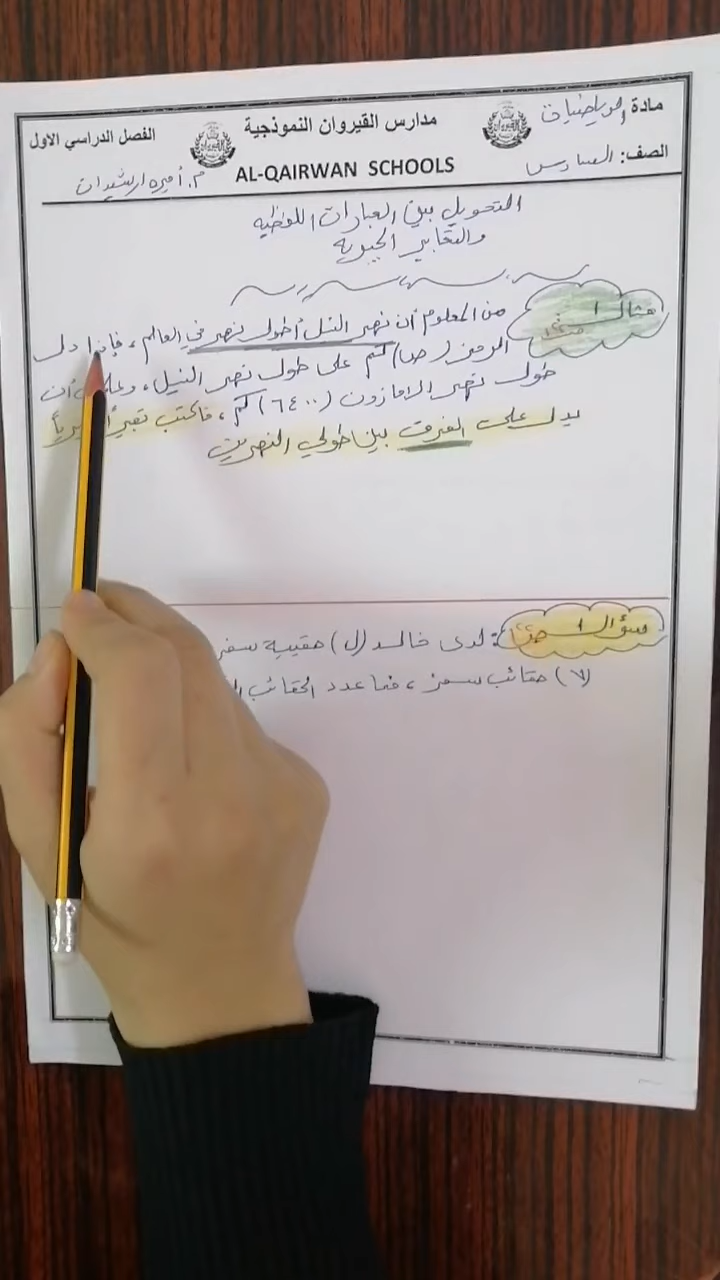 مادة الرياضيات
مدارس القيروان النموذجية
الفصل الدراسي الاول
الصف: السادس
AL-QAIRWAN SCHOOLS
م. أميره ارشيدات
التحويل بين العبارات اللفظيه
والتعابير الجبرية
مثال ١
من المعلوم أن نهر النيل أطول نهر في العالم ، فإذا دل
الرمز (ص) كم على طول نهر النيل ، وعلمت أن
طول نهر الامازون (٦٤٠٠) كم ، فاكتب تعبيراً جبرياً
يدل على الفرق بين طولي النهرين
سؤال ١ : لدى خالد (ل) حقيبة سفر
(٧) حقائب سفر ، فما عدد الحقائب